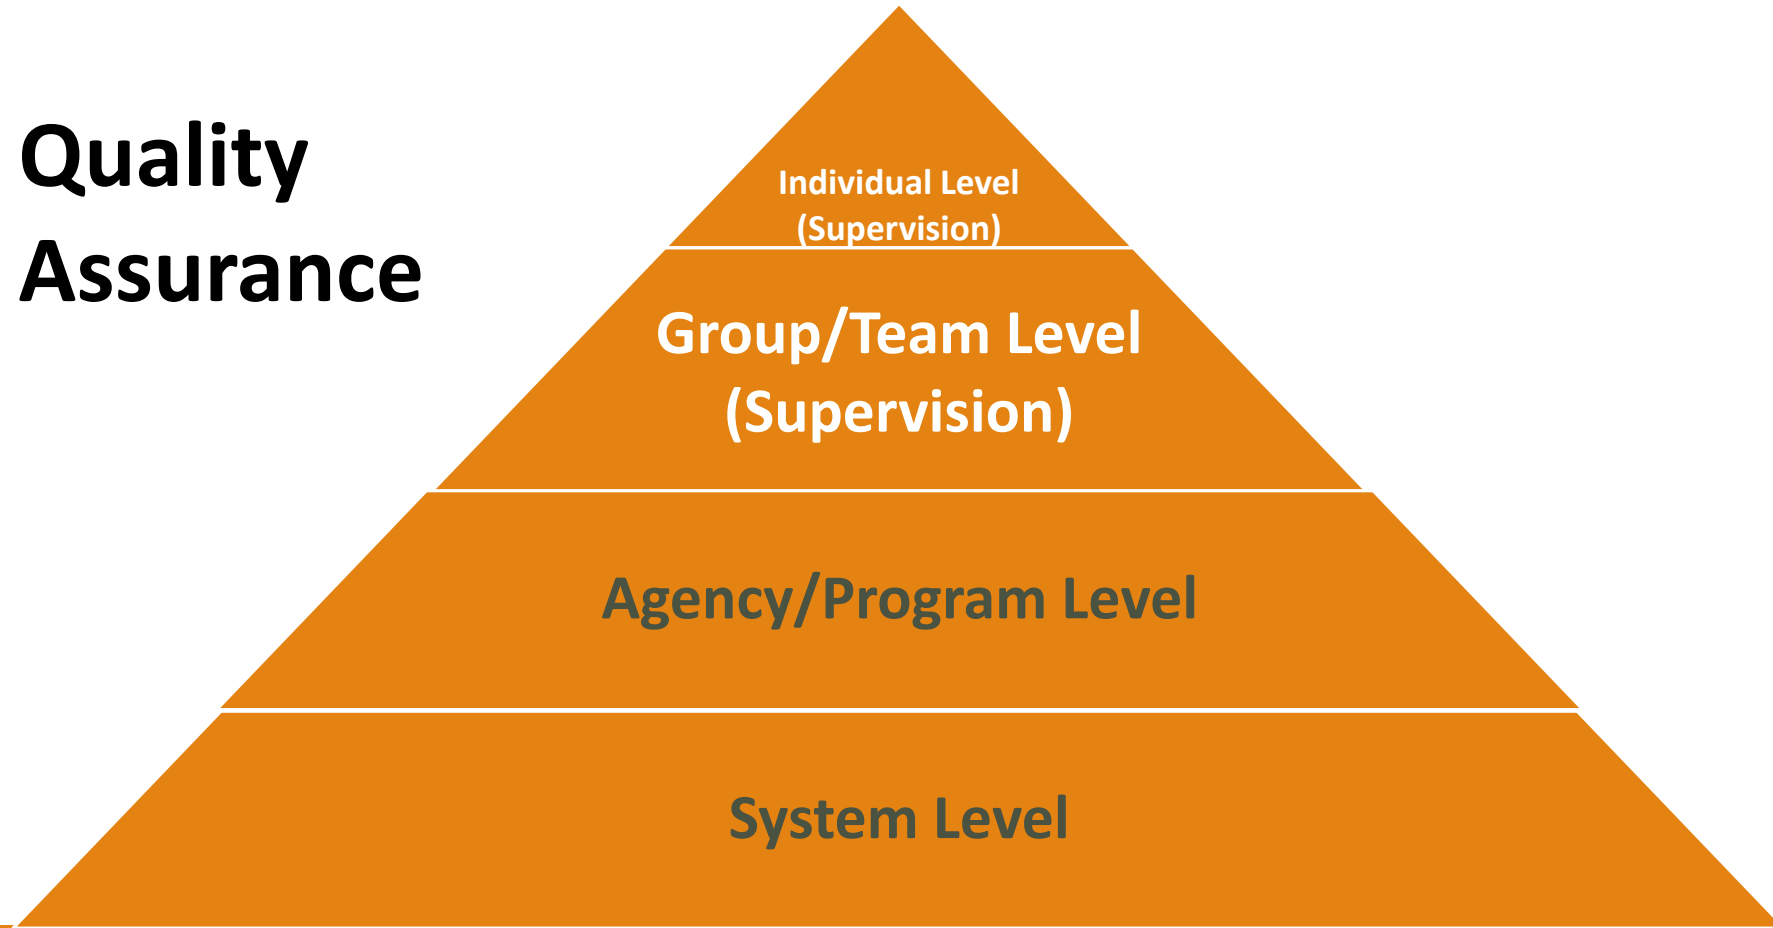 Quality
Assurance
Individual Level
(Supervision)
Group/Team Level
(Supervision)
Agency/Program Level
System Level